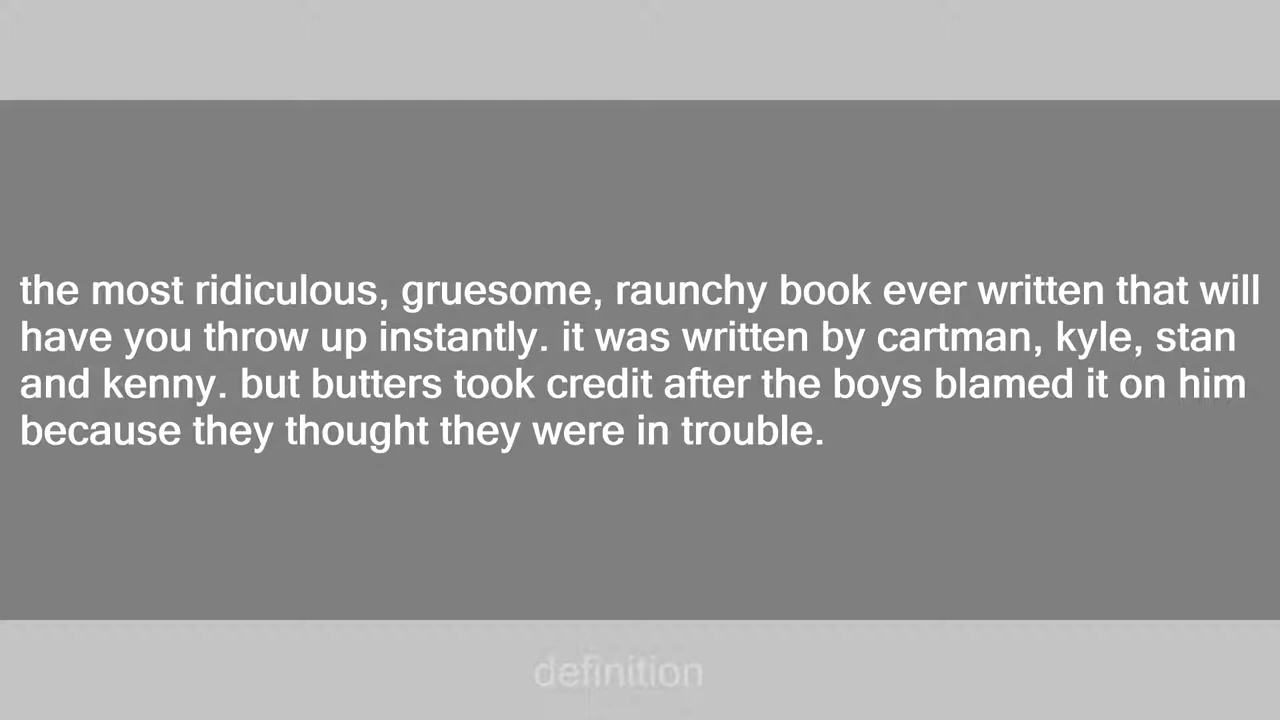 the most ridiculous, gruesome, raunchy book ever written that will
have you throw up instantly. it was written by cartman, kyle, stan
and kenny. but butters took credit after the boys blamed it on him
because they thought they were in trouble.
definition